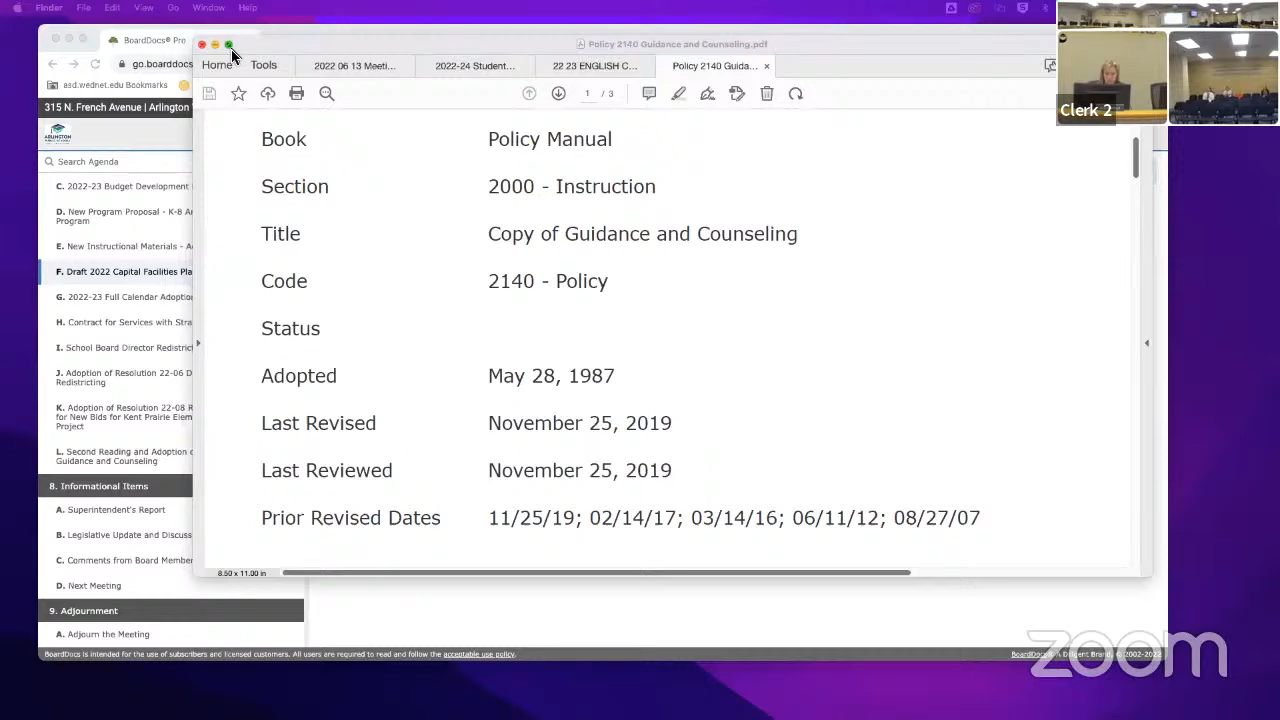 Finder File Edit View Go Window Help
BoardDocs® Pro
Policy 2140 Guidance and Counseling.pdf
go.boarddocs
Home Tools 2022 06 13 Meeti... 2022-24 Student... 22 23 ENGLISH C... Policy 2140 Guida... ×
asd.wednet.edu Bookmarks
1 / 3
315 N. French Avenue | Arlington
Clerk 2
ARLINGTON
Search Agenda
Book Policy Manual
Section 2000 - Instruction
Title Copy of Guidance and Counseling
Code 2140 - Policy
Status
Adopted May 28, 1987
Last Revised November 25, 2019
Last Reviewed November 25, 2019
Prior Revised Dates 11/25/19; 02/14/17; 03/14/16; 06/11/12; 08/27/07
8.50 x 11.00 in
C. 2022-23 Budget Development
D. New Program Proposal - K-8
Program
E. New Instructional Materials -
F. Draft 2022 Capital Facilities Pla
G. 2022-23 Full Calendar Adoption
H. Contract for Services with Stra
I. School Board Director Redistrict
J. Adoption of Resolution 22-06 D
Redistricting
K. Adoption of Resolution 22-08 R
for New Bids for Kent Prairie Elem
Project
L. Second Reading and Adoption
Guidance and Counseling
8. Informational Items
A. Superintendent's Report
B. Legislative Update and Discuss
C. Comments from Board Member
D. Next Meeting
9. Adjournment
A. Adjourn the Meeting
BoardDocs is intended for the use of subscribers and licensed customers. All users are required to read and follow the acceptable use policy.
BoardDocs® A Diligent Brand, © 2002-2022
zoom